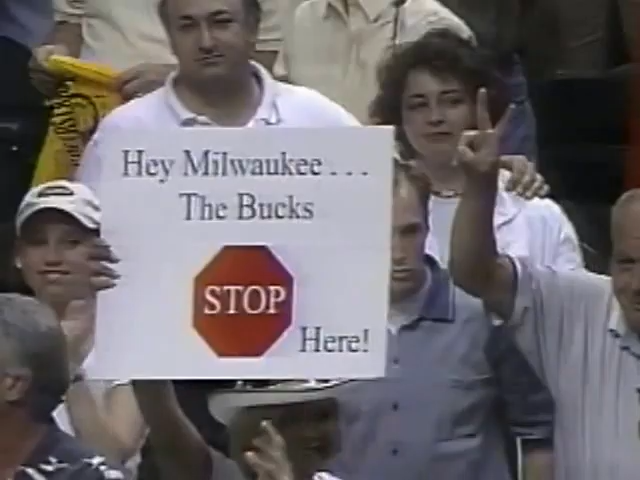 Hey Milwaukee . . .
The Bucks
STOP
Here!